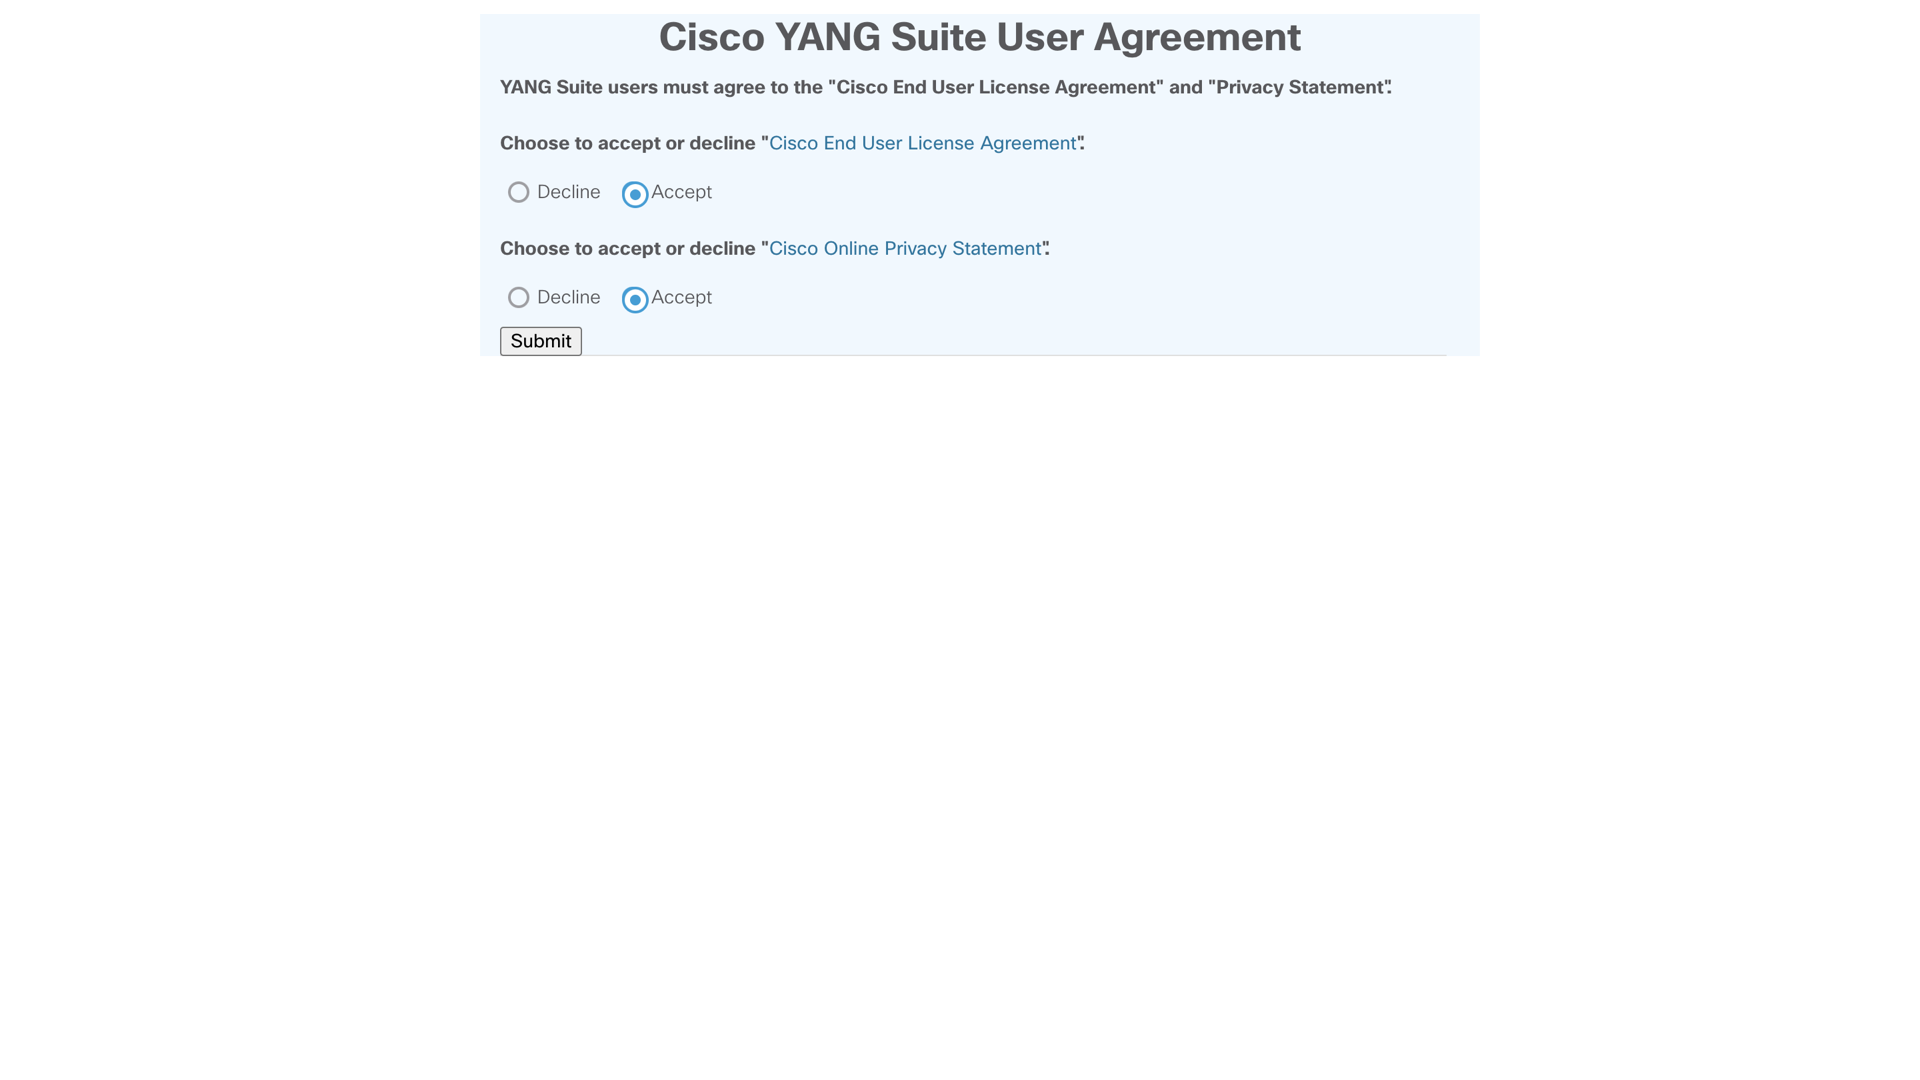 Cisco YANG Suite User Agreement
YANG Suite users must agree to the "Cisco End User License Agreement" and "Privacy Statement".
Choose to accept or decline "Cisco End User License Agreement".
Decline Accept
Choose to accept or decline "Cisco Online Privacy Statement".
Decline Accept
Submit